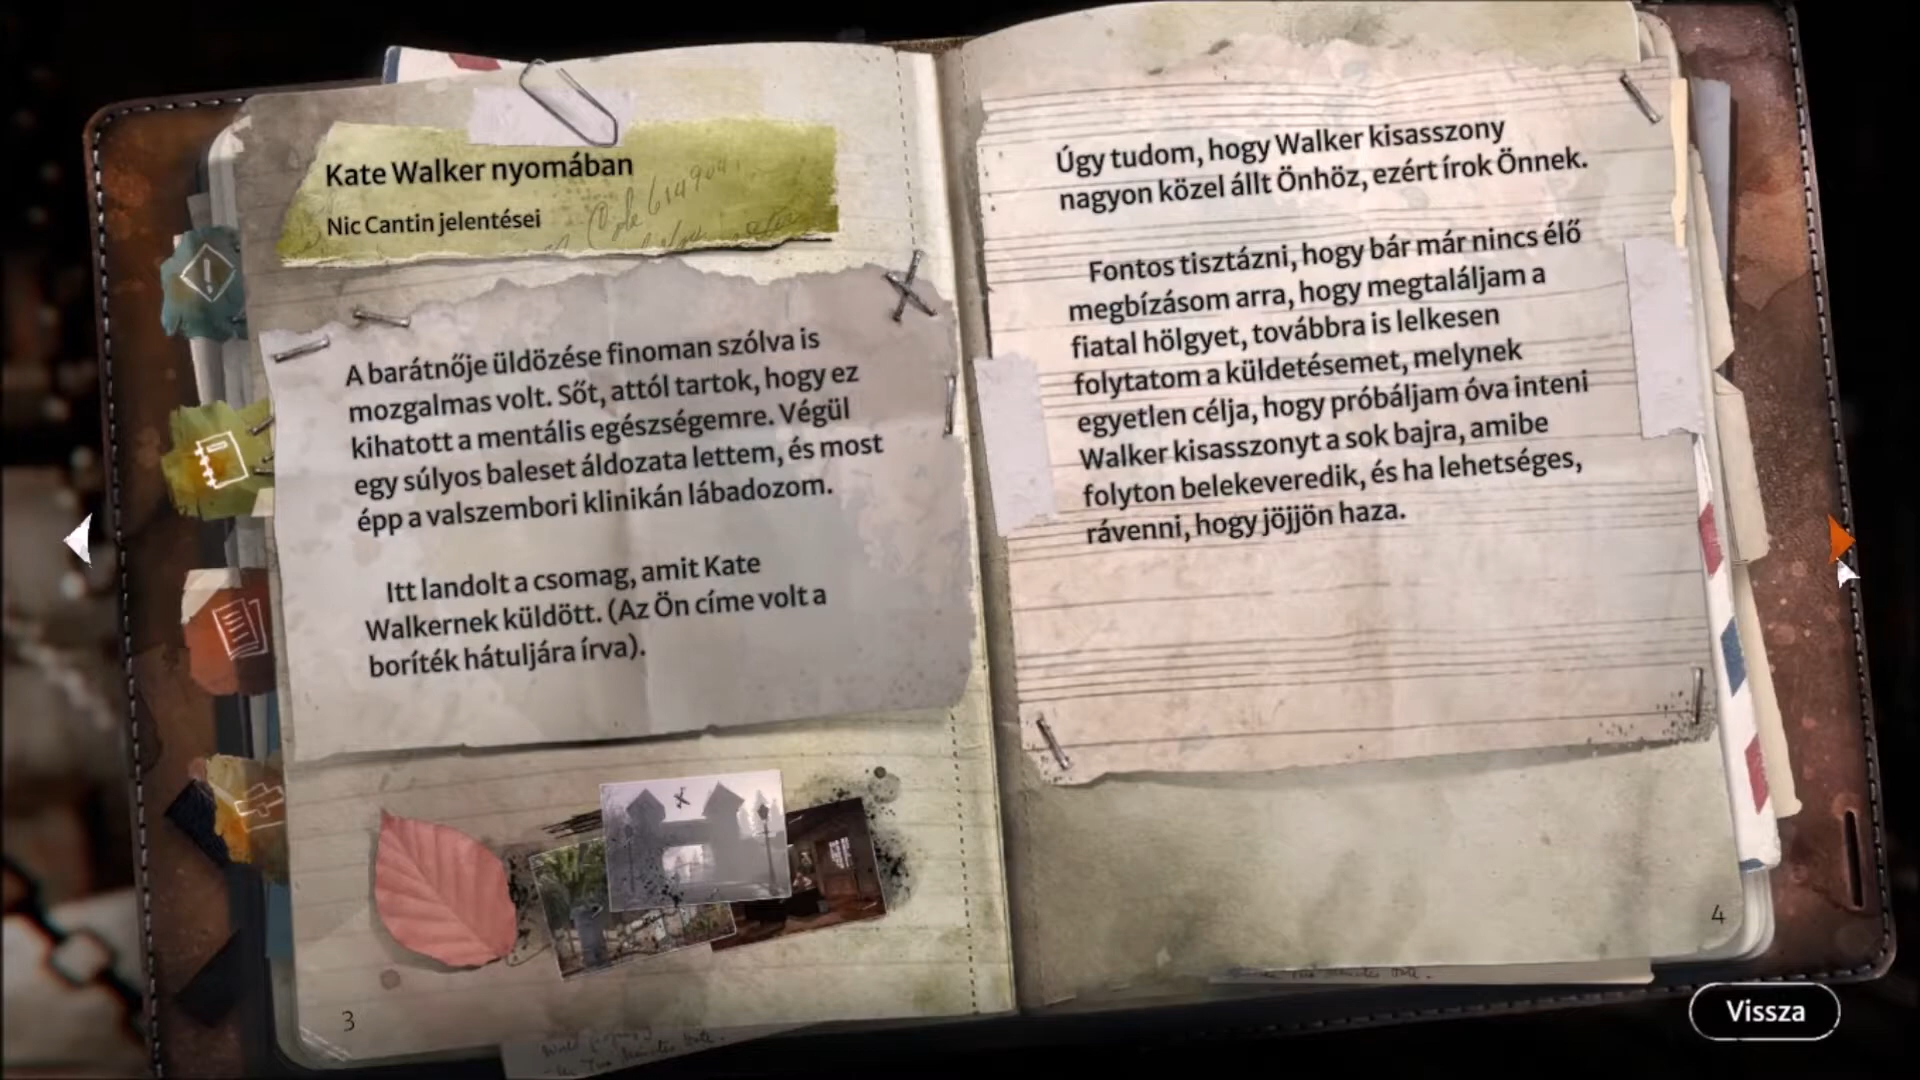 Kate Walker nyomában
Nic Cantin jelentései
A barátnője üldözése finoman szólva is
mozgalmas volt. Sőt, attól tartok, hogy ez
kihatott a mentális egészségemre. Végül
egy súlyos baleset áldozata lettem, és most
épp a valszembori klinikán lábadozom.
Itt landolt a csomag, amit Kate
Walkernek küldött. (Az Ön címe volt a
boríték hátuljára írva).
3
Úgy tudom, hogy Walker kisasszony
nagyon közel állt Önhöz, ezért írok Önnek.
Fontos tisztázni, hogy bár már nincs élő
megbízásom arra, hogy megtaláljam a
fiatal hölgyet, továbbra is lelkesen
folytatom a küldetésemet, melynek
egyetlen célja, hogy próbáljam óva inteni
Walker kisasszonyt a sok bajra, amibe
folyton belekeveredik, és ha lehetséges,
rávenni, hogy jöjjön haza.
4
Vissza